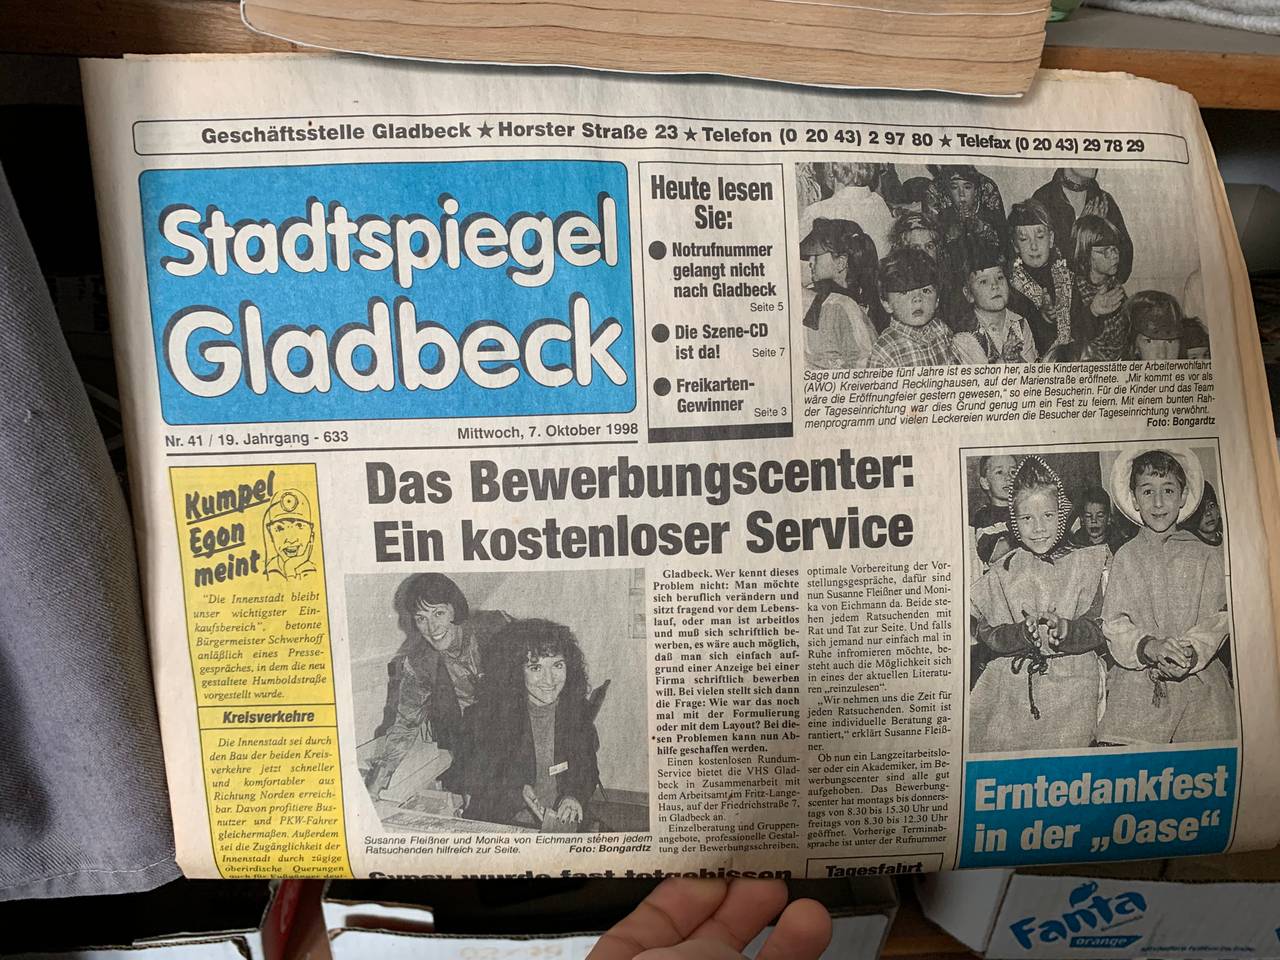 Geschäftsstelle Gladbeck ★ Horster Straße 23 ★ Telefon (0 20 43) 2 97 80 ★ Telefax (0 20 43) 29 78 29
Stadtspiegel
Gladbeck
Nr. 41 / 19. Jahrgang - 633
Mittwoch, 7. Oktober 1998
Heute lesen
Sie:
● Notrufnummer
gelangt nicht
nach Gladbeck
Seite 5
● Die Szene-CD
ist da!
Seite 7
● Freikarten-
Gewinner
Seite 3
Sage und schreibe fünf Jahre ist es schon her, als die Kindertagesstätte der Arbeiterwohlfahrt
(AWO) Kreiverband Recklinghausen, auf der Marienstraße eröffnete. „Mir kommt es vor als
wäre die Eröffnungfeier gestern gewesen,“ so eine Besucherin. Für die Kinder und das Team
der Tageseinrichtung war dies Grund genug um ein Fest zu feiern. Mit einem bunten Rah-
menprogramm und vielen Leckereien wurden die Besucher der Tageseinrichtung verwöhnt.
Foto: Bongardtz
Kumpel
Egon
meint
"Die Innenstadt bleibt
unser wichtigster Ein-
kaufsbereich", betonte
Bürgermeister Schwerhoff
anläßlich eines Presse-
gespräches, in dem die neu
gestaltete Humboldstraße
vorgestellt wurde.
Kreisverkehre
Die Innenstadt sei durch
den Bau der beiden Kreis-
verkehre jetzt schneller
und komfortabler aus
Richtung Norden erreich-
bar. Davon profitiere Bus-
nutzer und PKW-Fahrer
gleichermaßen. Außerdem
sei die Zugänglichkeit der
Innenstadt durch zügige
oberirdische Querungen
auch für Fußgänger deut-
Das Bewerbungscenter:
Ein kostenloser Service
Susanne Fleißner und Monika von Eichmann stehen jedem
Ratsuchenden hilfreich zur Seite.
Foto: Bongardtz
Gladbeck. Wer kennt dieses
Problem nicht: Man möchte
sich beruflich verändern und
sitzt fragend vor dem Lebens-
lauf, oder man ist arbeitlos
und muß sich schriftlich be-
werben, es wäre auch möglich,
daß man sich einfach auf-
grund einer Anzeige bei einer
Firma schriftlich bewerben
will. Bei vielen stellt sich dann
die Frage: Wie war das noch
mal mit der Formulierung
oder mit dem Layout? Bei die-
sen Problemen kann nun Ab-
hilfe geschaffen werden.
Einen kostenlosen Rundum-
Service bietet die VHS Glad-
beck in Zusammenarbeit mit
dem Arbeitsamt im Fritz-Lange-
Haus, auf der Friedrichstraße 7,
in Gladbeck an.
Einzelberatung und Gruppen-
angebote, professionelle Gestal-
tung der Bewerbungsschreiben,
optimale Vorbereitung der Vor-
stellungsgespräche, dafür sind
nun Susanne Fleißner und Moni-
ka von Eichmann da. Beide ste-
hen jedem Ratsuchenden mit
Rat und Tat zur Seite. Und falls
sich jemand nur einfach mal in
Ruhe infromieren möchte, be-
steht auch die Möglichkeit sich
in eines der aktuellen Literatu-
ren „reinzulesen“.
„Wir nehmen uns die Zeit für
jeden Ratsuchenden. Somit ist
eine individuelle Beratung ga-
rantiert,“ erklärt Susanne Fleiß-
ner.
Ob nun ein Langzeitarbeitslo-
ser oder ein Akademiker, im Be-
werbungscenter sind alle gut
aufgehoben. Das Bewerbung-
scenter hat montags bis donners-
tags von 8.30 bis 15.30 Uhr und
freitags von 8.30 bis 12.30 Uhr
geöffnet. Vorherige Terminab-
sprache ist unter der Rufnummer
Erntedankfest
in der „Oase“
Gypsy wurde fast totgebissen
Tagesfahrt
Fanta
orange